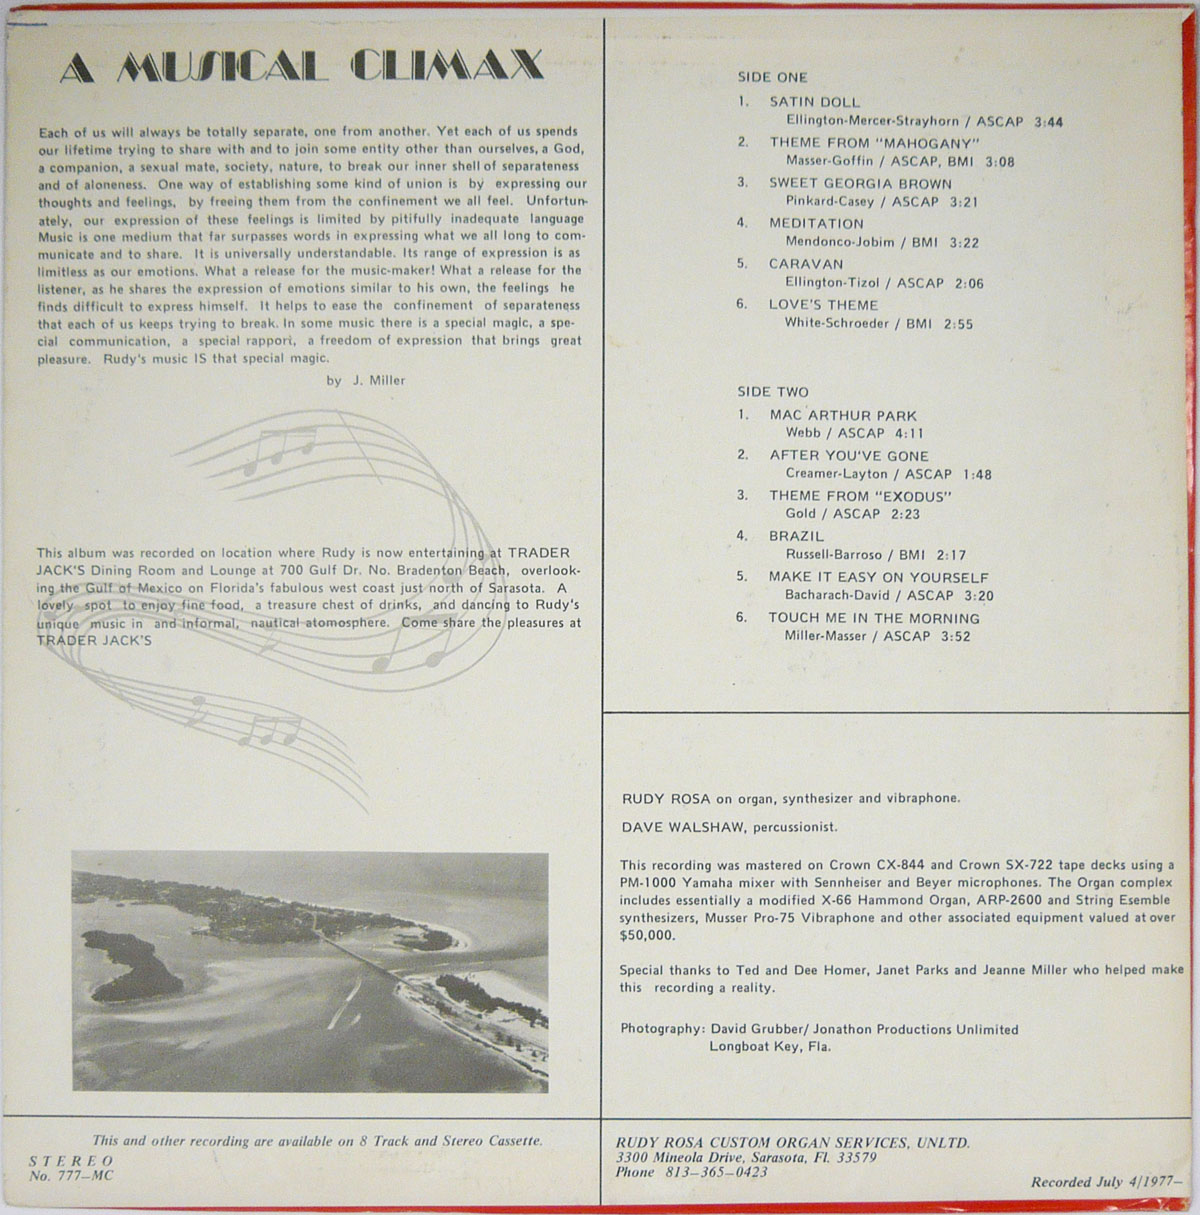 A MUSICAL CLIMAX
Each of us will always be totally separate, one from another. Yet each of us spends
our lifetime trying to share with and to join some entity other than ourselves, a God,
a companion, a sexual mate, society, nature, to break our inner shell of separateness
and of aloneness. One way of establishing some kind of union is by expressing our
thoughts and feelings, by freeing them from the confinement we all feel. Unfortun-
ately, our expression of these feelings is limited by pitifully inadequate language
Music is one medium that far surpasses words in expressing what we all long to com-
municate and to share. It is universally understandable. Its range of expression is as
limitless as our emotions. What a release for the music-maker! What a release for the
listener, as he shares the expression of emotions similar to his own, the feelings he
finds difficult to express himself. It helps to ease the confinement of separateness
that each of us keeps trying to break. In some music there is a special magic, a spe-
cial communication, a special rapport, a freedom of expression that brings great
pleasure. Rudy's music IS that special magic.
by J. Miller
This album was recorded on location where Rudy is now entertaining at TRADER
JACK'S Dining Room and Lounge at 700 Gulf Dr. No. Bradenton Beach, overlook-
ing the Gulf of Mexico on Florida's fabulous west coast just north of Sarasota. A
lovely spot to enjoy fine food, a treasure chest of drinks, and dancing to Rudy's
unique music in and informal, nautical atomosphere. Come share the pleasures at
TRADER JACK'S
This and other recording are available on 8 Track and Stereo Cassette.
STEREO
No. 777-MC
SIDE ONE
1. SATIN DOLL
Ellington-Mercer-Strayhorn / ASCAP 3:44
2. THEME FROM "MAHOGANY"
Masser-Goffin / ASCAP, BMI 3:08
3. SWEET GEORGIA BROWN
Pinkard-Casey / ASCAP 3:21
4. MEDITATION
Mendonco-Jobim / BMI 3:22
5. CARAVAN
Ellington-Tizol / ASCAP 2:06
6. LOVE'S THEME
White-Schroeder / BMI 2:55
SIDE TWO
1. MAC ARTHUR PARK
Webb / ASCAP 4:11
2. AFTER YOU'VE GONE
Creamer-Layton / ASCAP 1:48
3. THEME FROM "EXODUS"
Gold / ASCAP 2:23
4. BRAZIL
Russell-Barroso / BMI 2:17
5. MAKE IT EASY ON YOURSELF
Bacharach-David / ASCAP 3:20
6. TOUCH ME IN THE MORNING
Miller-Masser / ASCAP 3:52
RUDY ROSA on organ, synthesizer and vibraphone.
DAVE WALSHAW, percussionist.
This recording was mastered on Crown CX-844 and Crown SX-722 tape decks using a
PM-1000 Yamaha mixer with Sennheiser and Beyer microphones. The Organ complex
includes essentially a modified X-66 Hammond Organ, ARP-2600 and String Esemble
synthesizers, Musser Pro-75 Vibraphone and other associated equipment valued at over
$50,000.
Special thanks to Ted and Dee Homer, Janet Parks and Jeanne Miller who helped make
this recording a reality.
Photography: David Grubber/ Jonathon Productions Unlimited
Longboat Key, Fla.
RUDY ROSA CUSTOM ORGAN SERVICES, UNLTD.
3300 Mineola Drive, Sarasota, Fl. 33579
Phone 813-365-0423
Recorded July 4/1977-